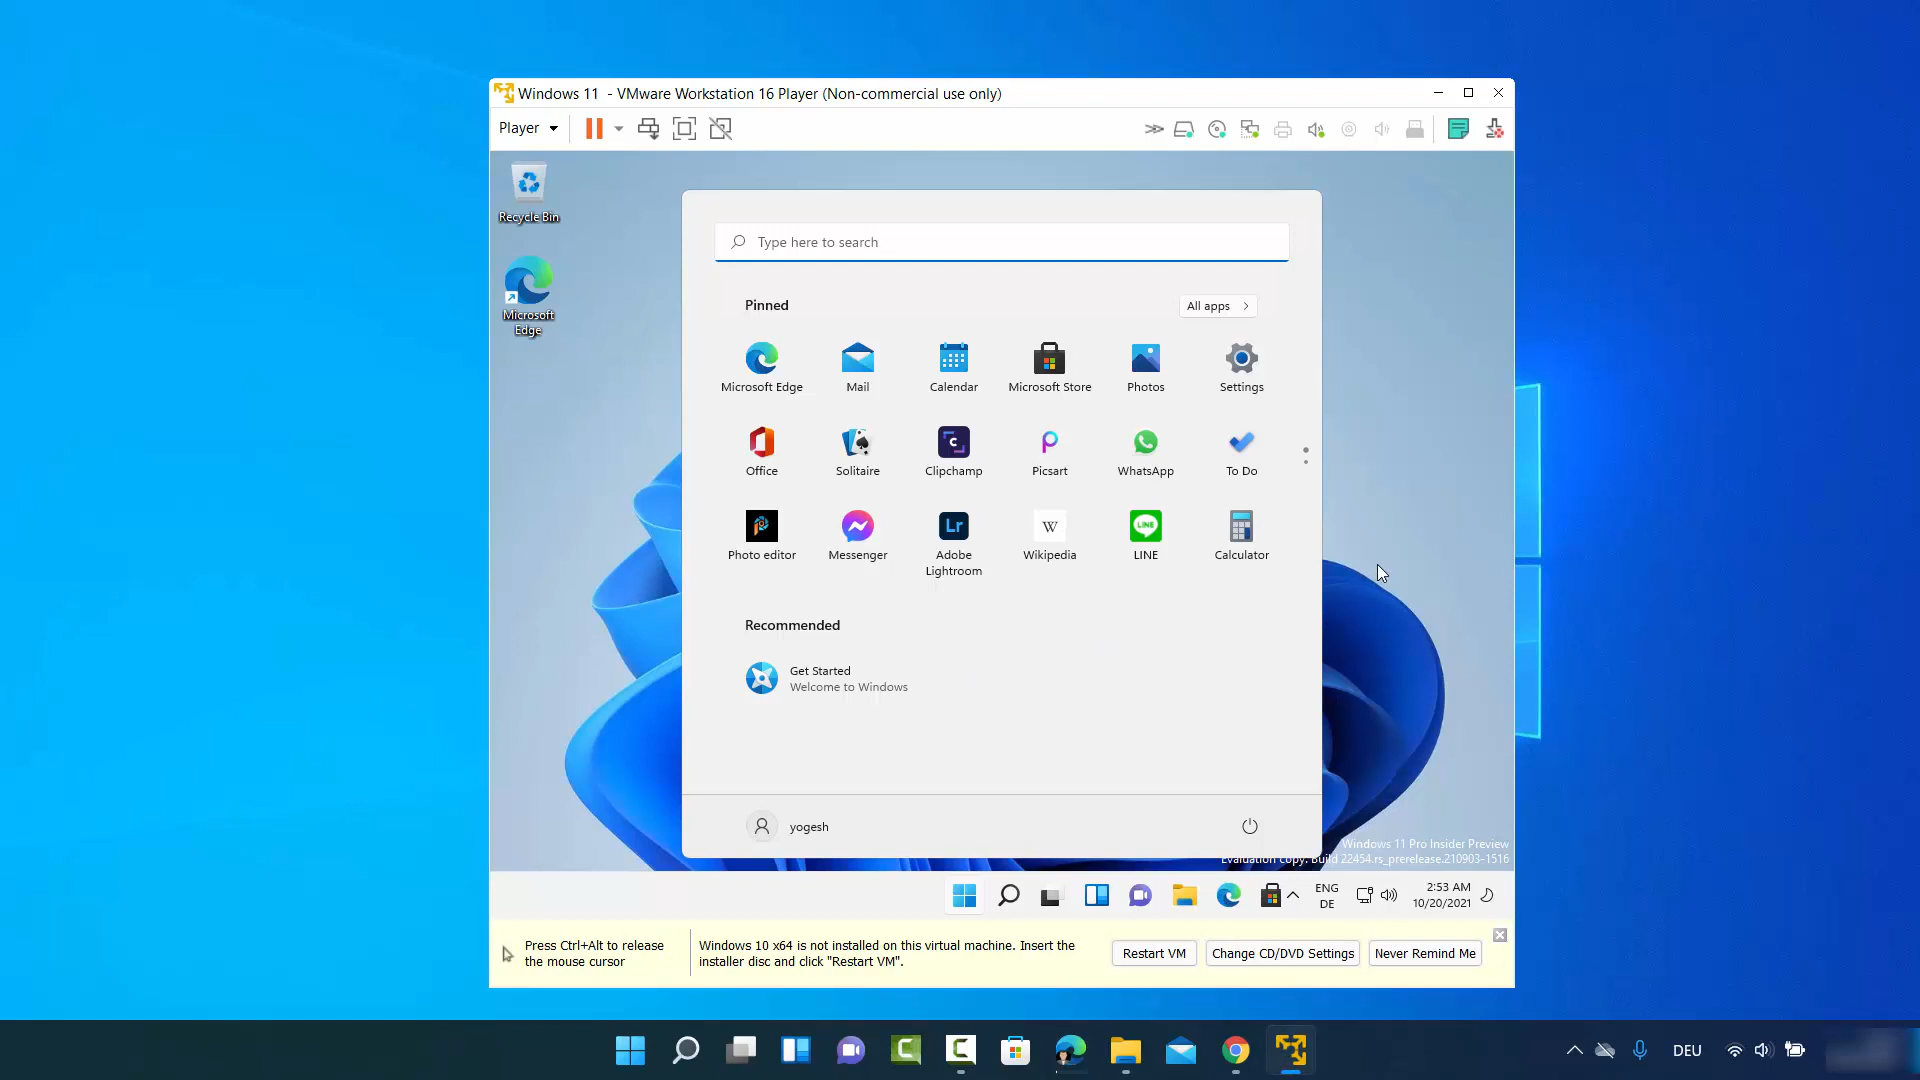 Windows 11 - VMware Workstation 16 Player (Non-commercial use only)
Player
Recycle Bin
Microsoft
Edge
Type here to search
Pinned
All apps
Microsoft Edge
Mail
Calendar
Microsoft Store
Photos
Settings
Office
Solitaire
Clipchamp
Picsart
WhatsApp
To Do
Photo editor
Messenger
Adobe
Lightroom
Wikipedia
LINE
Calculator
Recommended
Get Started
Welcome to Windows
yogesh
Windows 11 Pro Insider Preview
Evaluation copy. Build 22454.rs_prerelease.210903-1516
ENG
DE
2:53 AM
10/20/2021
Press Ctrl+Alt to release
the mouse cursor
Windows 10 x64 is not installed on this virtual machine. Insert the
installer disc and click "Restart VM".
Restart VM
Change CD/DVD Settings
Never Remind Me
DEU